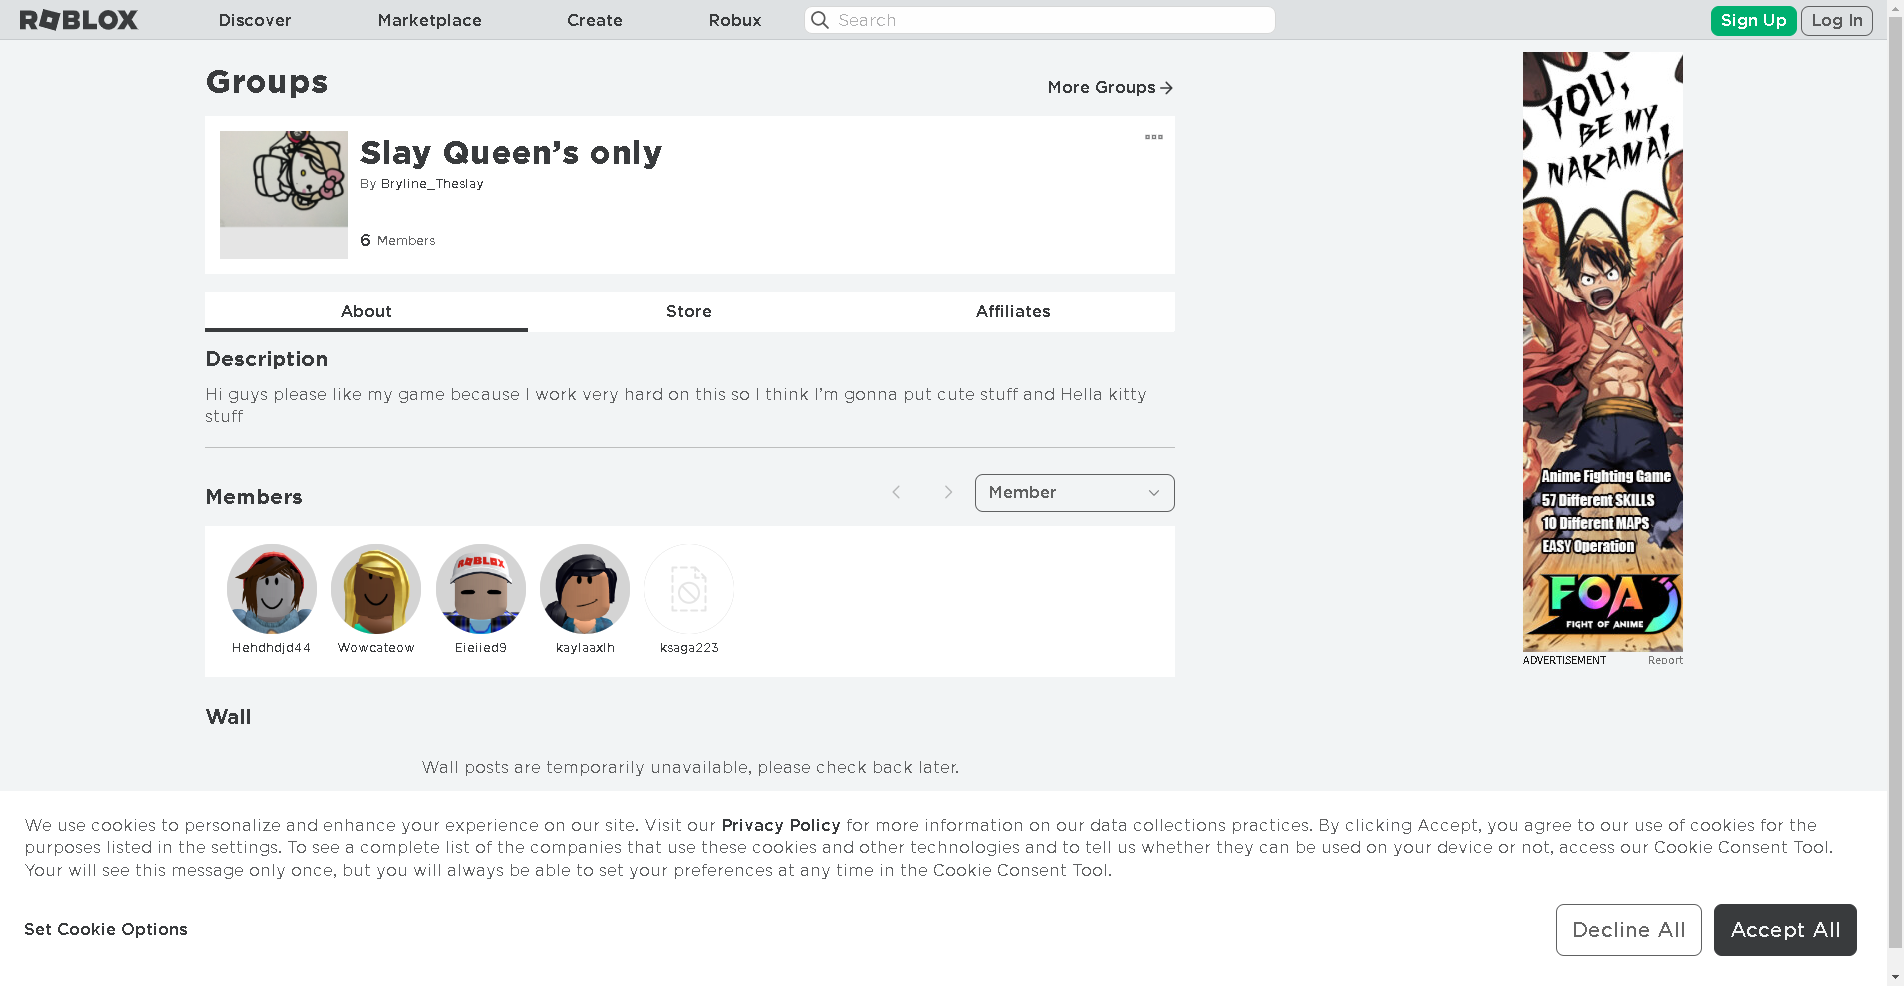 ROBLOX
Discover
Marketplace
Create
Robux
Search
Sign Up
Log In
Groups
More Groups
Slay Queen’s only
By Bryline_Theslay
6 Members
About
Store
Affiliates
Description
Hi guys please like my game because I work very hard on this so I think I’m gonna put cute stuff and Hella kitty
stuff
Members
Member
ROBLOX
Hehdhdjd44
Wowcateow
Eieiied9
kaylaaxlh
ksaga223
Wall
Wall posts are temporarily unavailable, please check back later.
YOU,
BE MY
NAKAMA!
Anime Fighting Game
57 Different SKILLS
10 Different MAPS
EASY Operation
FOA
FIGHT OF ANIME
ADVERTISEMENT
Report
We use cookies to personalize and enhance your experience on our site. Visit our Privacy Policy for more information on our data collections practices. By clicking Accept, you agree to our use of cookies for the
purposes listed in the settings. To see a complete list of the companies that use these cookies and other technologies and to tell us whether they can be used on your device or not, access our Cookie Consent Tool.
Your will see this message only once, but you will always be able to set your preferences at any time in the Cookie Consent Tool.
Set Cookie Options
Decline All
Accept All